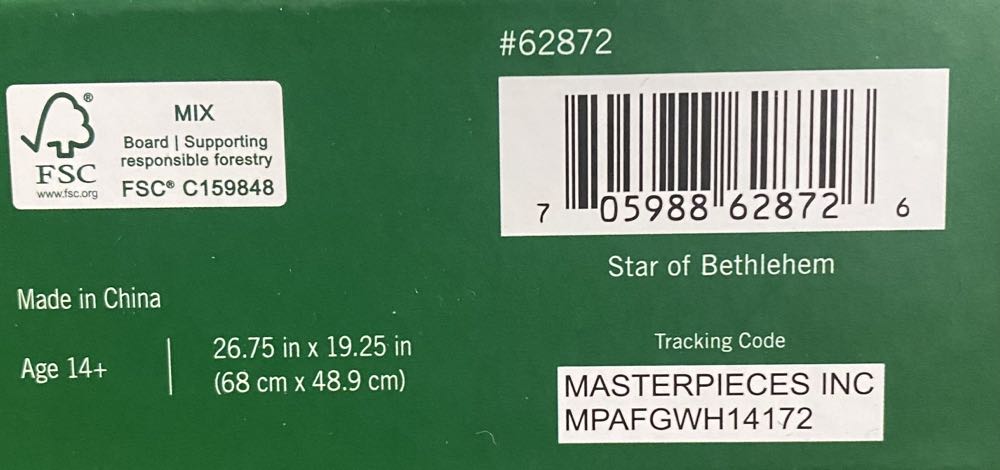 #62872
MIX
Board | Supporting
responsible forestry
FSC® C159848
®
FSC
www.fsc.org
7 05988 62872 6
Star of Bethlehem
Made in China
Age 14+
26.75 in x 19.25 in
(68 cm x 48.9 cm)
Tracking Code
MASTERPIECES INC
MPAFGWH14172